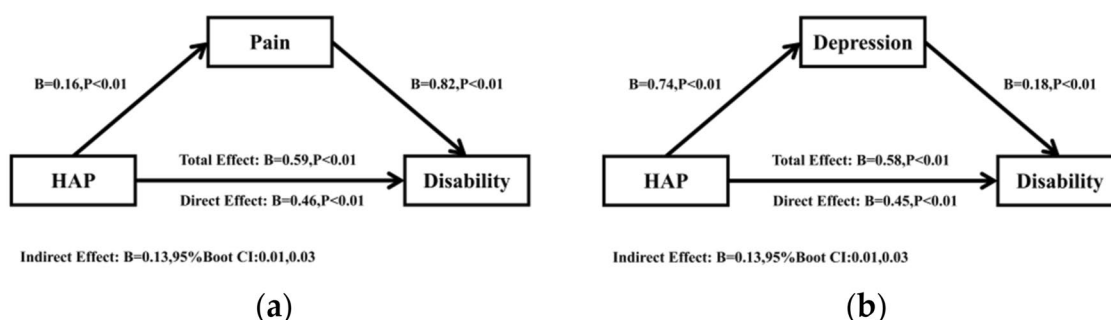 Pain
B=0.16,P<0.01
B=0.82,P<0.01
Total Effect: B=0.59,P<0.01
HAP
Disability
Direct Effect: B=0.46,P<0.01
Indirect Effect: B=0.13,95%Boot CI:0.01,0.03
(a)
Depression
B=0.74,P<0.01
B=0.18,P<0.01
Total Effect: B=0.58,P<0.01
HAP
Disability
Direct Effect: B=0.45,P<0.01
Indirect Effect: B=0.13,95%Boot CI:0.01,0.03
(b)